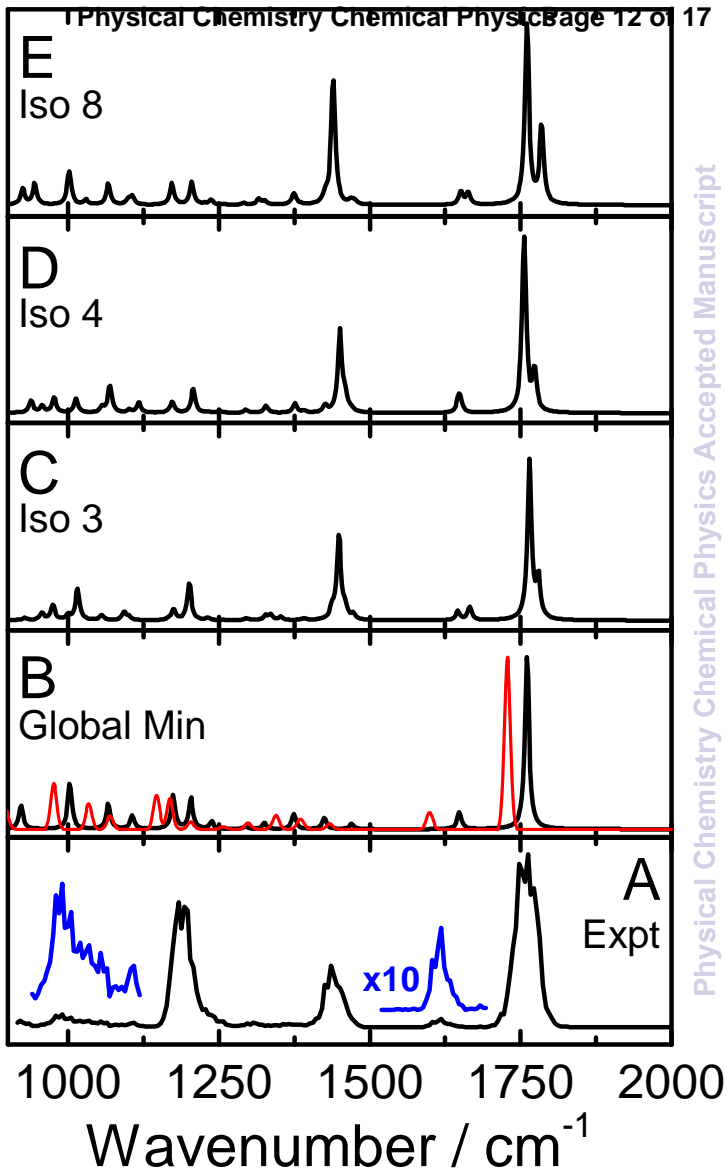 Physical Chemistry Chemical Physics
Page 12 of 17
E
Iso 8
D
Iso 4
C
Iso 3
B
Global Min
A
Expt
x10
1000 1250 1500 1750 2000
Wavenumber / cm-1
Physical Chemistry Chemical Physics Accepted Manuscript